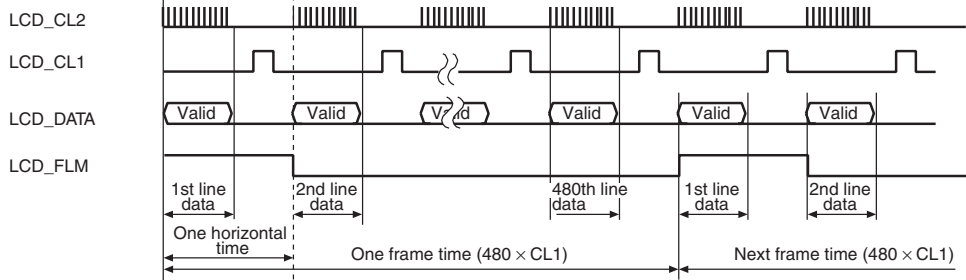 LCD_CL2
LCD_CL1
LCD_DATA
Valid
Valid
Valid
Valid
Valid
Valid
LCD_FLM
1st line
data
2nd line
data
480th line
data
1st line
data
2nd line
data
One horizontal
time
One frame time (480 × CL1)
Next frame time (480 × CL1)